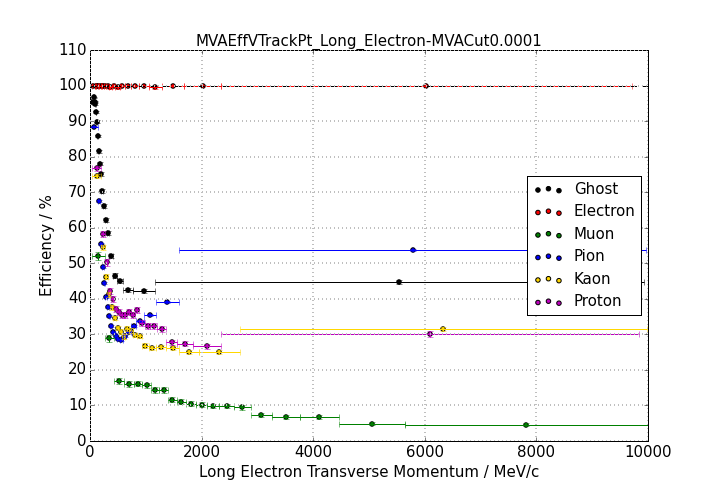 MVAEffVTrackPt_Long_Electron-MVACut0.0001
110
100
90
80
70
60
50
40
30
20
10
0
Efficiency / %
Ghost
Electron
Muon
Pion
Kaon
Proton
0 2000 4000 6000 8000 10000
Long Electron Transverse Momentum / MeV/c